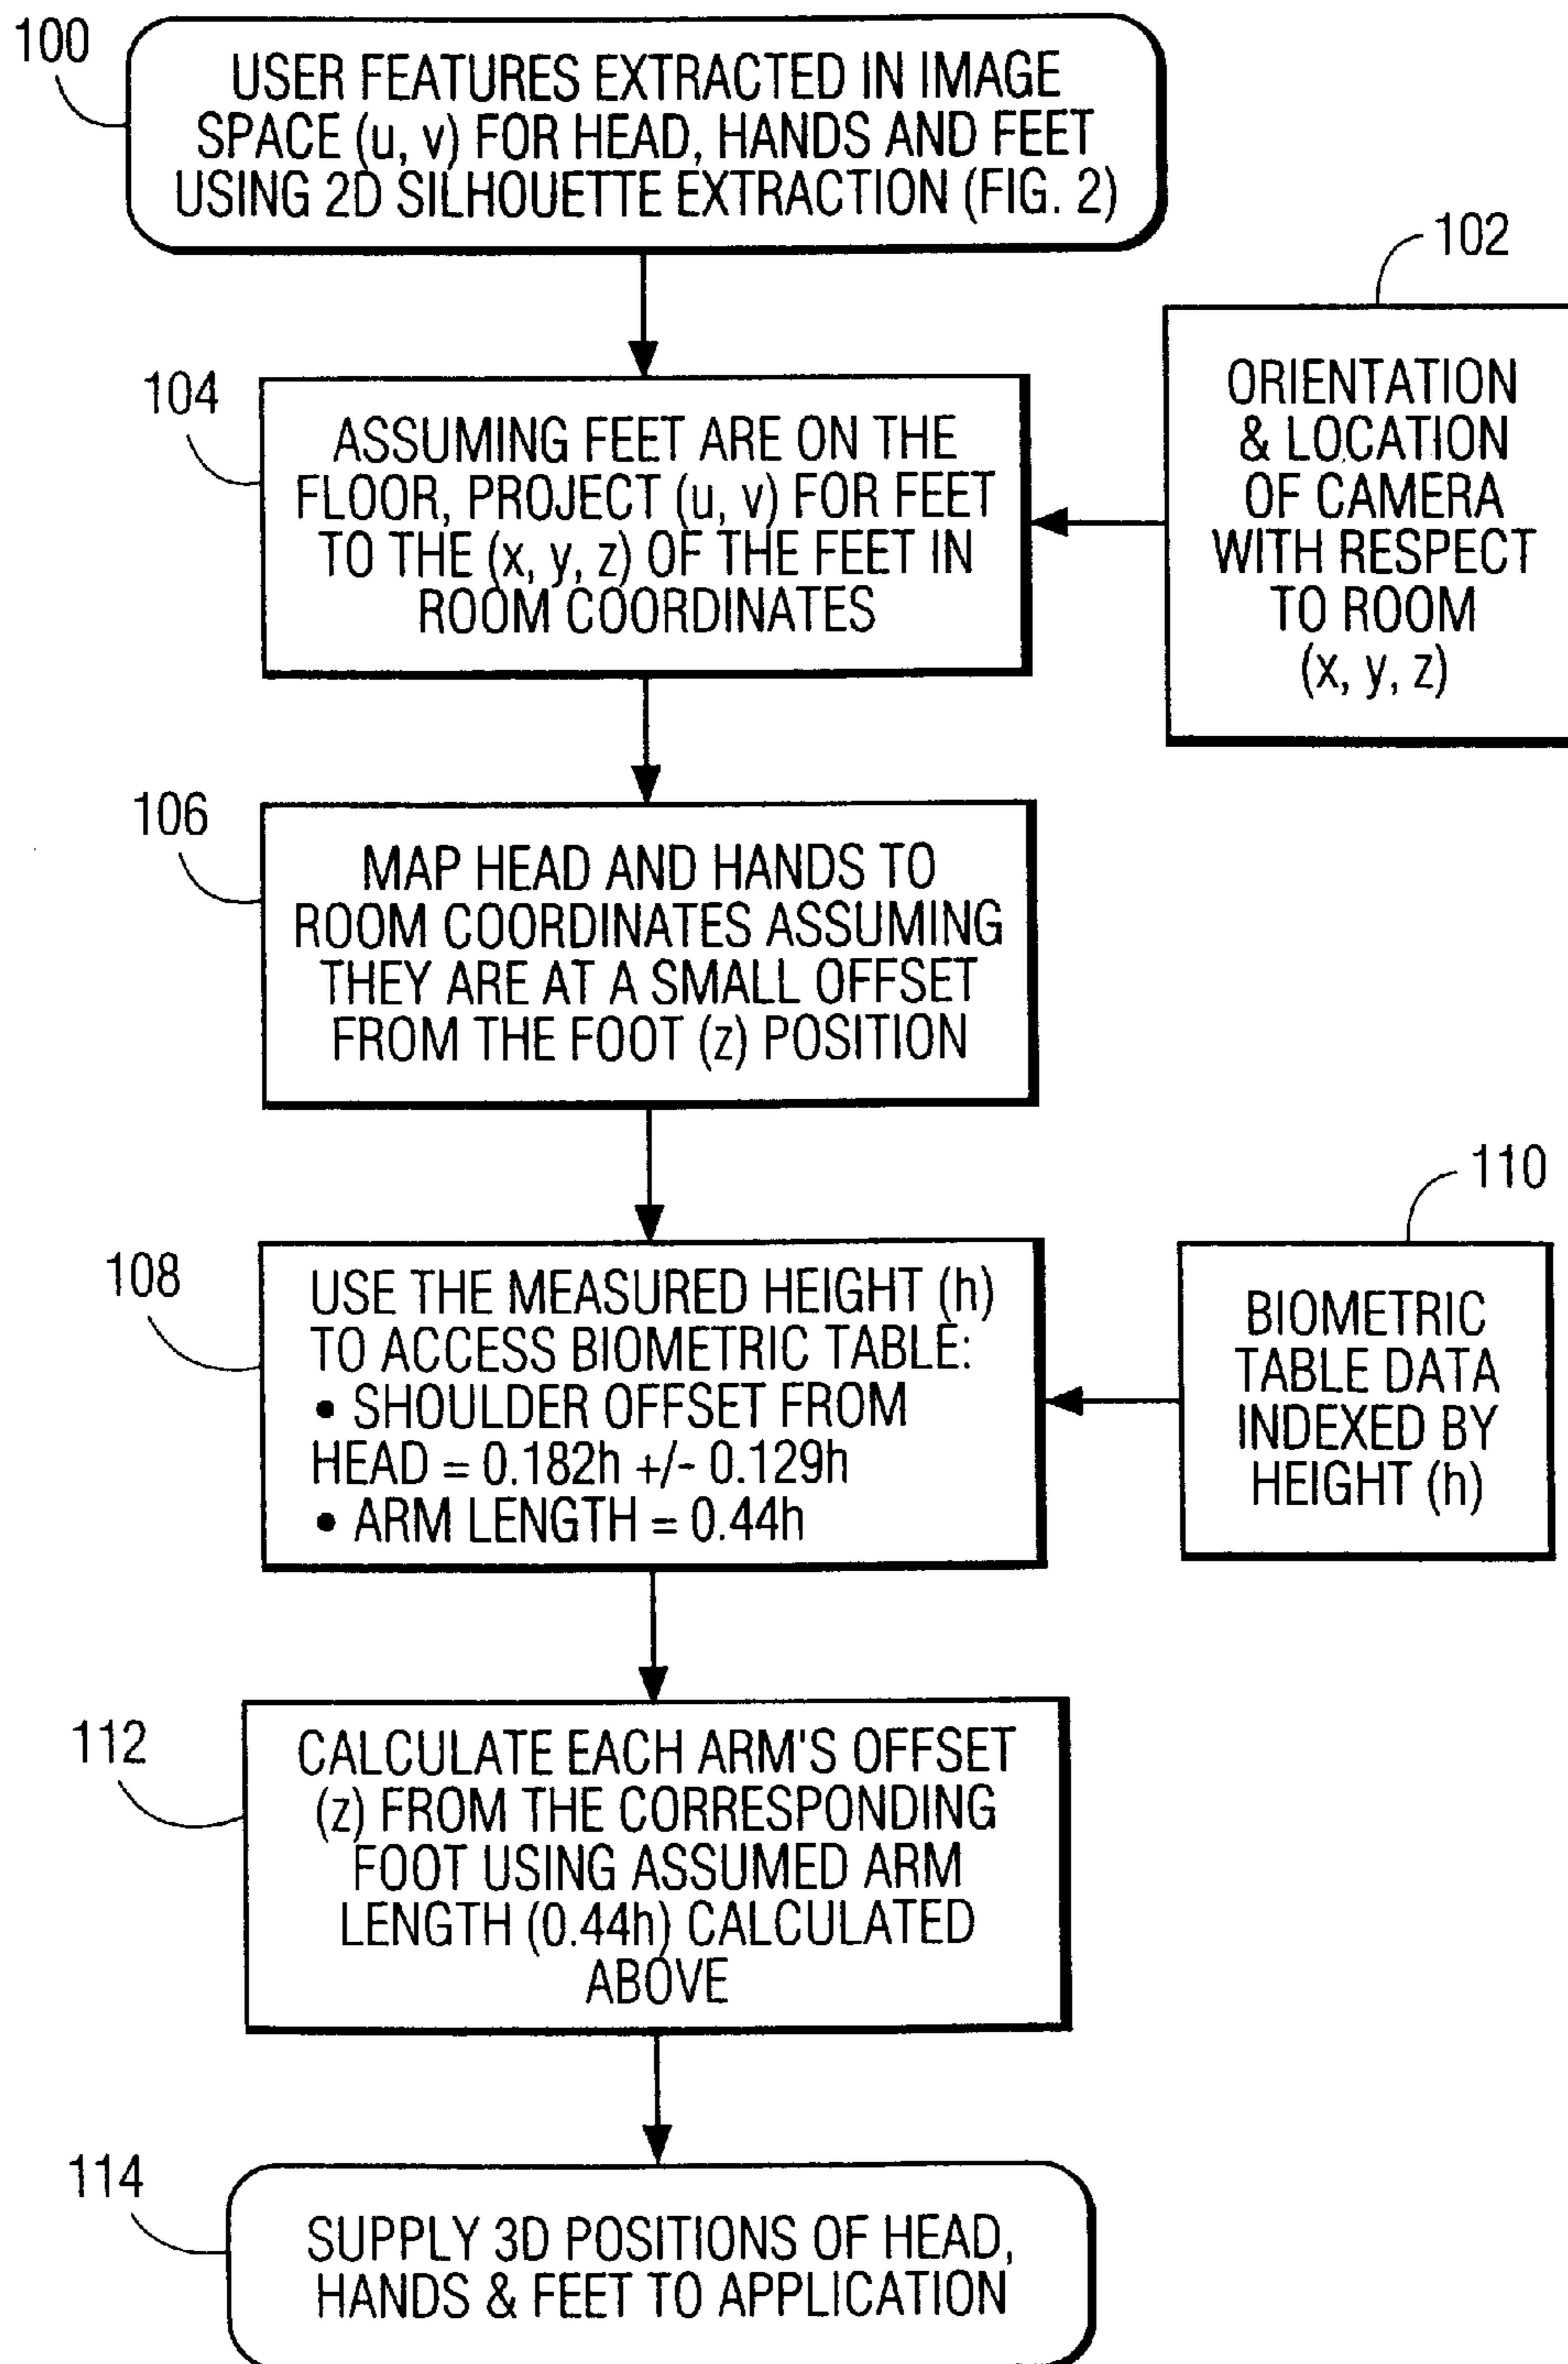 100
USER FEATURES EXTRACTED IN IMAGE
SPACE (u, v) FOR HEAD, HANDS AND FEET
USING 2D SILHOUETTE EXTRACTION (FIG. 2)
102
ORIENTATION
& LOCATION
OF CAMERA
WITH RESPECT
TO ROOM
(x, y, z)
104
ASSUMING FEET ARE ON THE
FLOOR, PROJECT (u, v) FOR FEET
TO THE (x, y, z) OF THE FEET IN
ROOM COORDINATES
106
MAP HEAD AND HANDS TO
ROOM COORDINATES ASSUMING
THEY ARE AT A SMALL OFFSET
FROM THE FOOT (z) POSITION
108
USE THE MEASURED HEIGHT (h)
TO ACCESS BIOMETRIC TABLE:
• SHOULDER OFFSET FROM
HEAD = 0.182h +/- 0.129h
• ARM LENGTH = 0.44h
110
BIOMETRIC
TABLE DATA
INDEXED BY
HEIGHT (h)
112
CALCULATE EACH ARM'S OFFSET
(z) FROM THE CORRESPONDING
FOOT USING ASSUMED ARM
LENGTH (0.44h) CALCULATED
ABOVE
114
SUPPLY 3D POSITIONS OF HEAD,
HANDS & FEET TO APPLICATION